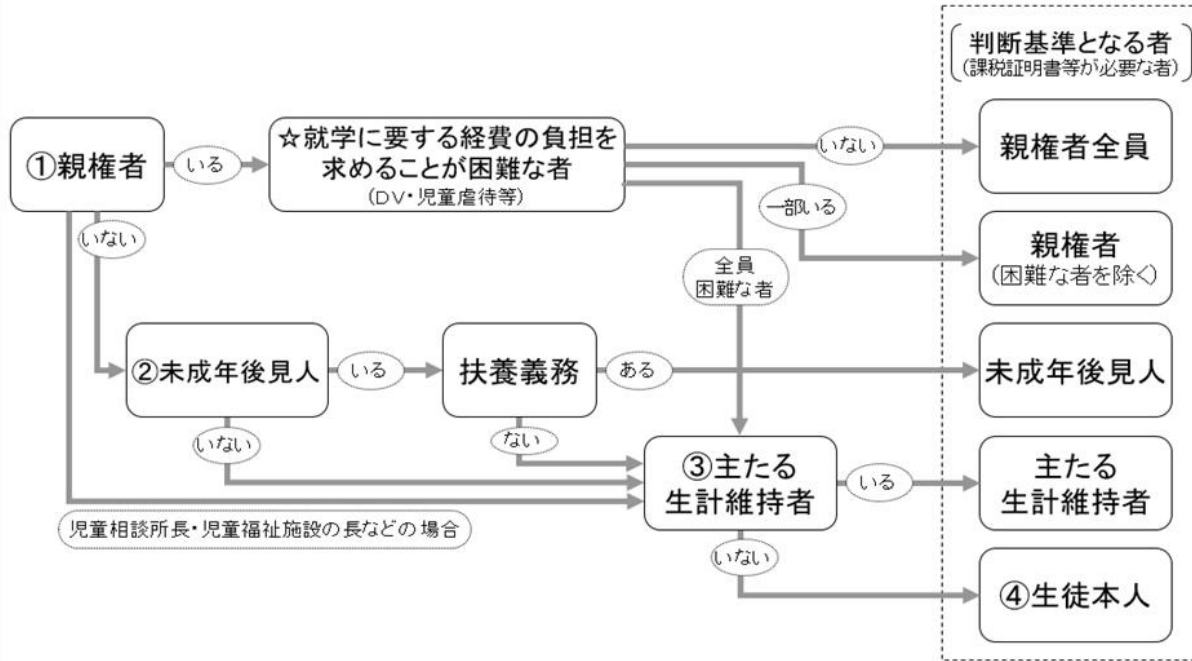 判断基準となる者
(課税証明書等が必要な者)
①親権者
いる
☆就学に要する経費の負担を
求めることが困難な者
(DV・児童虐待等)
いない
親権者全員
一部いる
親権者
(困難な者を除く)
全員
困難な者
いない
②未成年後見人
いる
扶養義務
ある
未成年後見人
いない
ない
③主たる
生計維持者
いる
主たる
生計維持者
児童相談所長・児童福祉施設の長などの場合
いない
④生徒本人